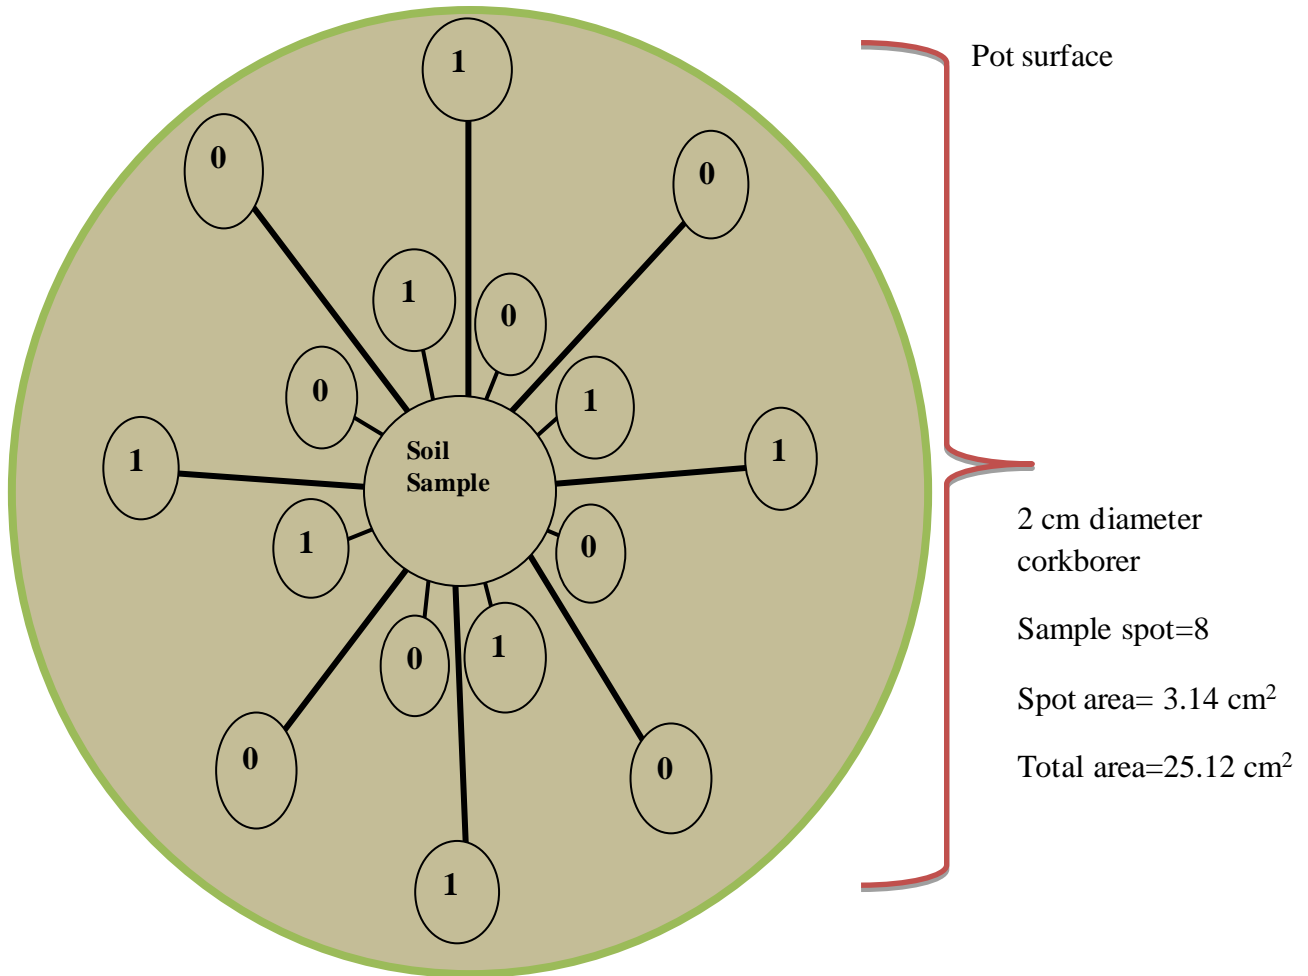 1
Pot surface
0
0
1
0
0
1
1
Soil
Sample
1
1
0
0
1
0
0
0
1
2 cm diameter
corkborer
Sample spot=8
Spot area= 3.14 cm²
Total area=25.12 cm²